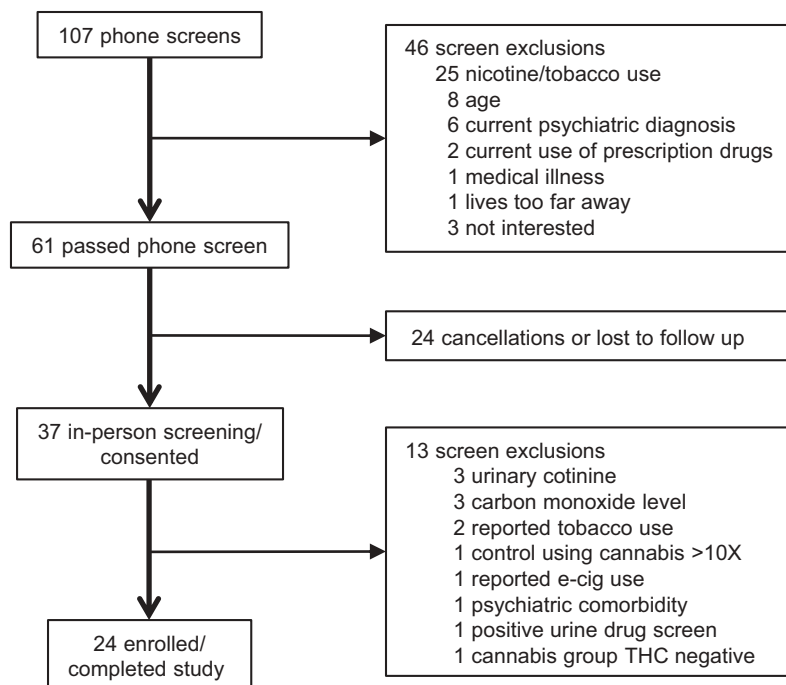 107 phone screens
46 screen exclusions
25 nicotine/tobacco use
8 age
6 current psychiatric diagnosis
2 current use of prescription drugs
1 medical illness
1 lives too far away
3 not interested
61 passed phone screen
24 cancellations or lost to follow up
37 in-person screening/
consented
13 screen exclusions
3 urinary cotinine
3 carbon monoxide level
2 reported tobacco use
1 control using cannabis >10X
1 reported e-cig use
1 psychiatric comorbidity
1 positive urine drug screen
1 cannabis group THC negative
24 enrolled/
completed study